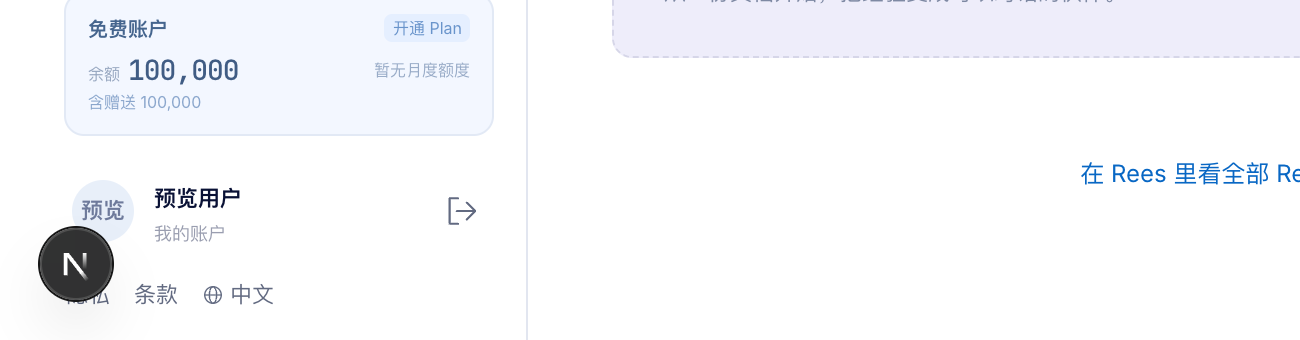 免费账户
开通 Plan
余额 100,000
暂无月度额度
含赠送 100,000
预览
预览用户
我的账户
N
条款
中文
在 Rees 里看全部